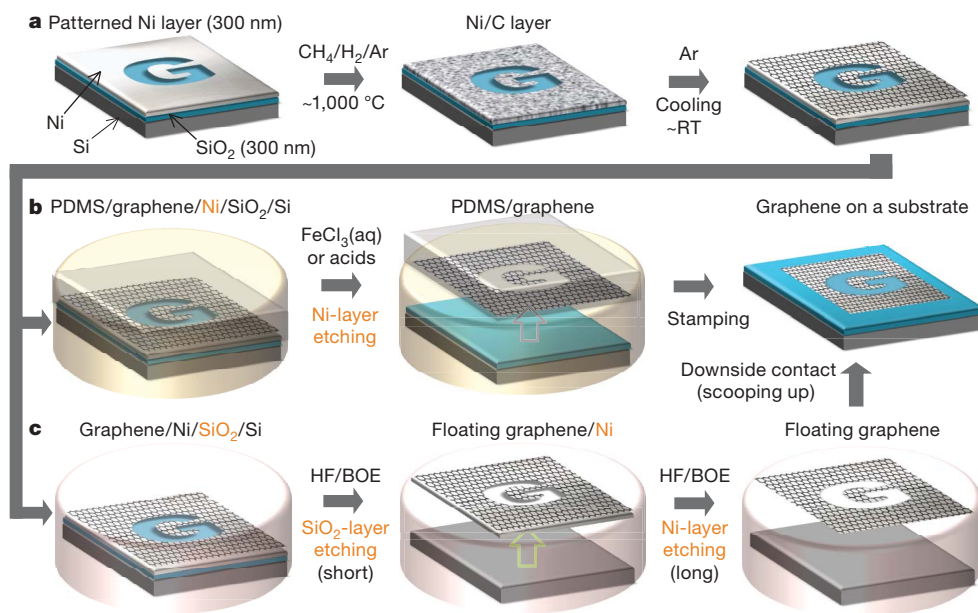 a Patterned Ni layer (300 nm)
CH₄/H₂/Ar
~1,000 °C
Ni/C layer
Ar
Cooling
~RT
Ni
Si
SiO₂ (300 nm)
G
G
G
b PDMS/graphene/Ni/SiO₂/Si
FeCl₃(aq)
or acids
Ni-layer
etching
PDMS/graphene
Stamping
Graphene on a substrate
G
G
G
Downside contact
(scooping up)
c Graphene/Ni/SiO₂/Si
HF/BOE
SiO₂-layer
etching
(short)
Floating graphene/Ni
HF/BOE
Ni-layer
etching
(long)
Floating graphene
G
G
G